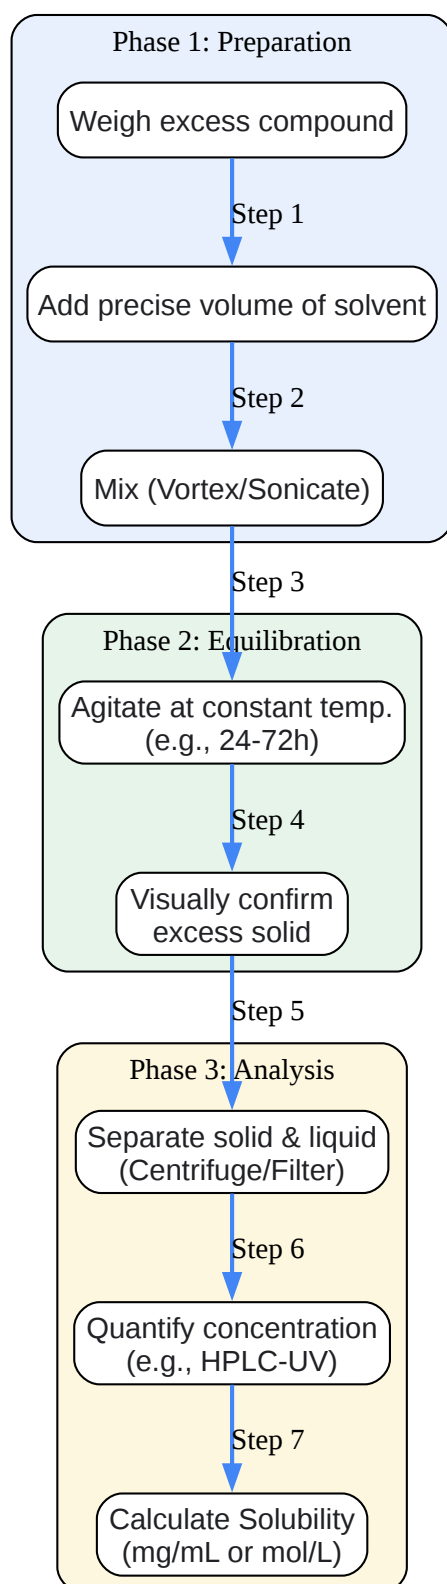 Phase 1: Preparation
Weigh excess compound
Step 1
Add precise volume of solvent
Step 2
Mix (Vortex/Sonicate)
Step 3
Phase 2: Equilibration
Agitate at constant temp.
(e.g., 24-72h)
Step 4
Visually confirm
excess solid
Step 5
Phase 3: Analysis
Separate solid & liquid
(Centrifuge/Filter)
Step 6
Quantify concentration
(e.g., HPLC-UV)
Step 7
Calculate Solubility
(mg/mL or mol/L)